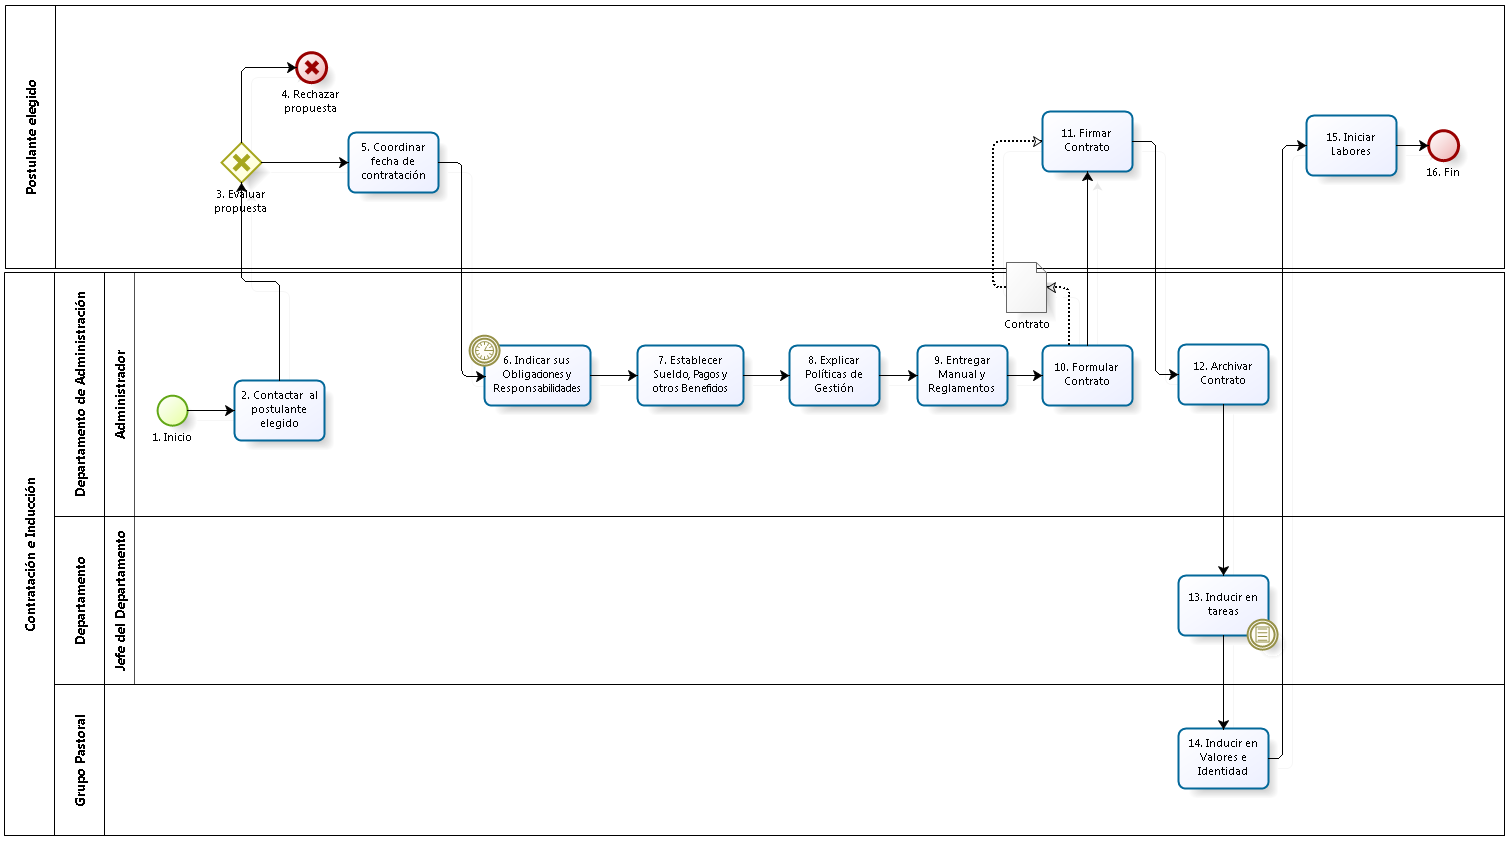 Postulante elegido
4. Rechazar
propuesta
3. Evaluar
propuesta
5. Coordinar
fecha de
contratación
11. Firmar
Contrato
15. Iniciar
Labores
16. Fin
Contratación e Inducción
Departamento de Administración
Administrador
1. Inicio
2. Contactar al
postulante
elegido
6. Indicar sus
Obligaciones y
Responsabilidades
7. Establecer
Sueldo, Pagos y
otros Beneficios
8. Explicar
Políticas de
Gestión
9. Entregar
Manual y
Reglamentos
Contrato
10. Formular
Contrato
12. Archivar
Contrato
Departamento
Jefe del Departamento
13. Inducir en
tareas
Grupo Pastoral
14. Inducir en
Valores e
Identidad